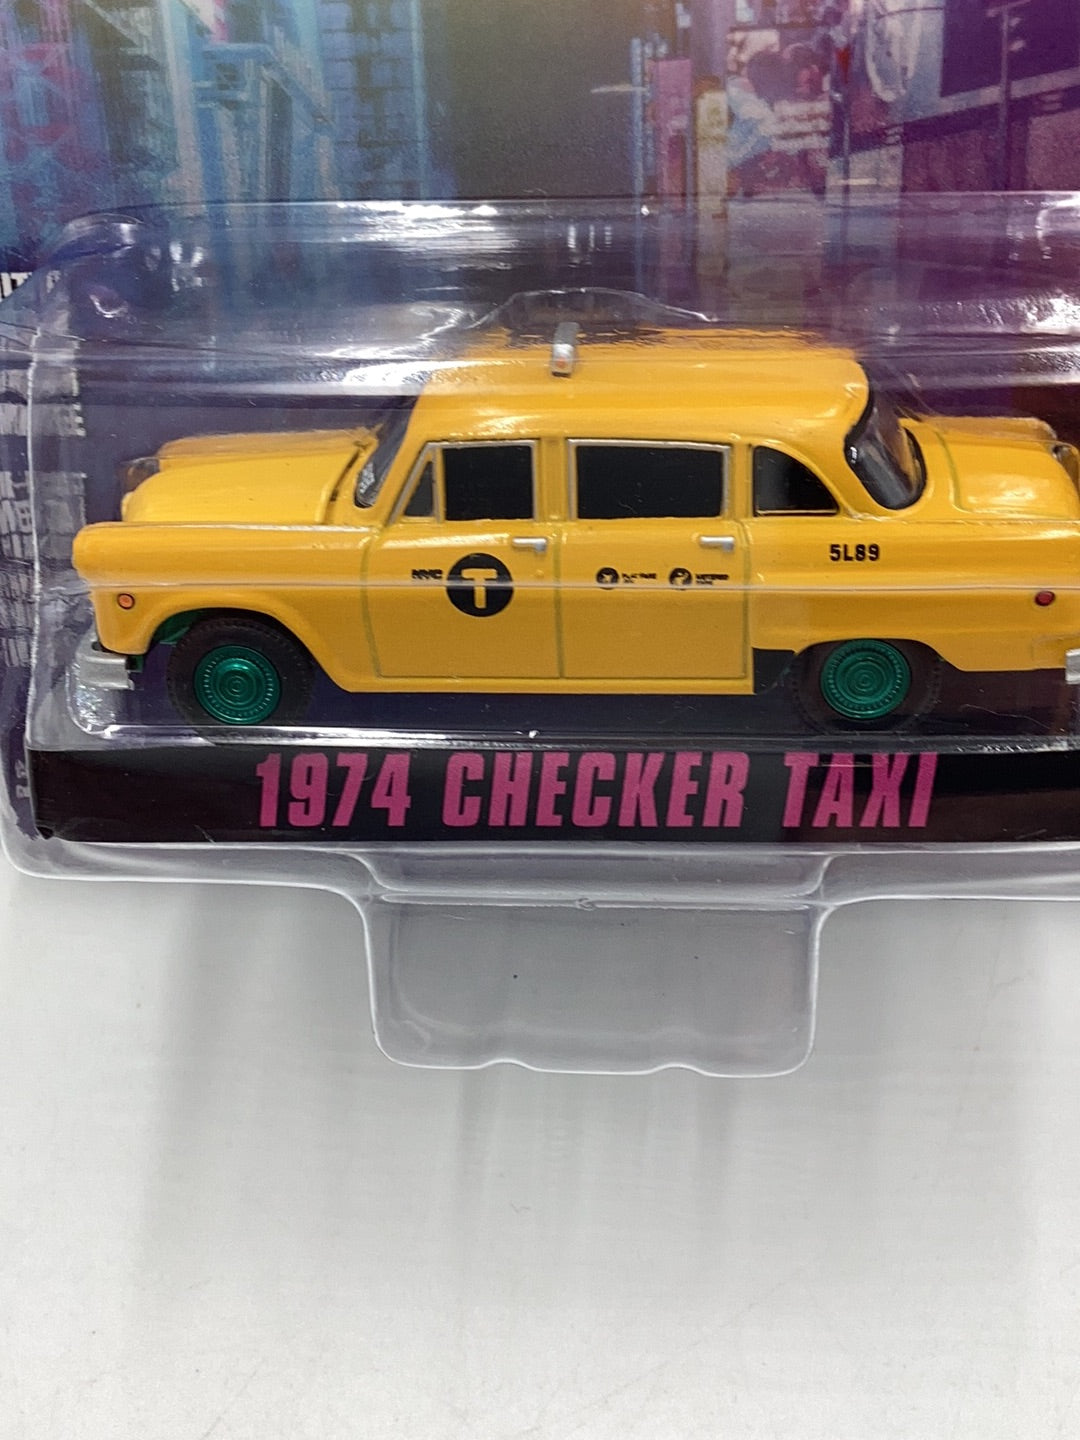 NYC
T
5L89
1974 CHECKER TAXI